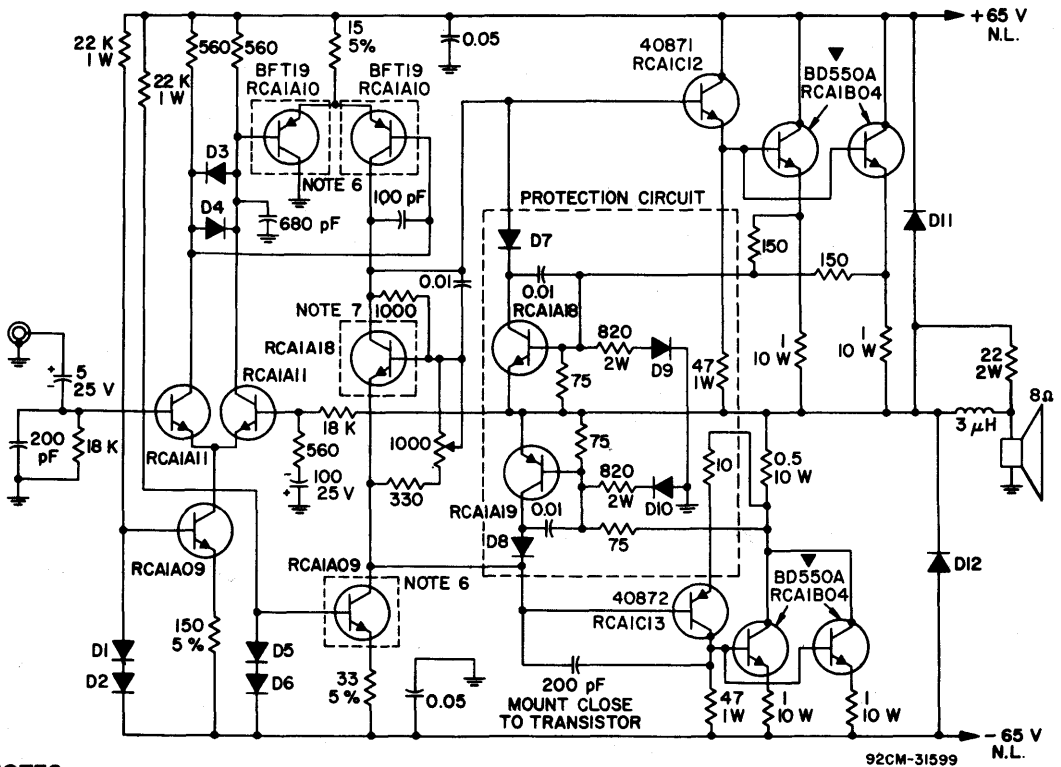 +65 V
N.L.
22 K
1W
22 K
1W
560
560
15
5%
0.05
BFT19
RCA1A10
BFT19
RCA1A10
40871
RCA1C12
BD550A
RCA1B04
D3
D4
NOTE 6
100 pF
680 pF
PROTECTION CIRCUIT
D7
D11
150
150
0.01
0.01
RCA1A18
1000
NOTE 7
RCA1A18
820
2W
D9
75
47
1W
1
10 W
1
10 W
22
2W
8Ω
5
25 V
+
-
RCA1A11
18 K
3 µH
200
pF
18 K
RCA1A11
560
100
25 V
-
+
1000
330
75
820
2W
D10
10
0.5
10 W
RCA1A19
0.01
D8
75
RCA1A09
RCA1A09
NOTE 6
40872
RCA1C13
BD550A
RCA1B04
D12
150
5%
D1
D2
D5
D6
33
5%
0.05
200 pF
MOUNT CLOSE
TO TRANSISTOR
47
1W
1
10 W
1
10 W
-65 V
N.L.
92CM-31599